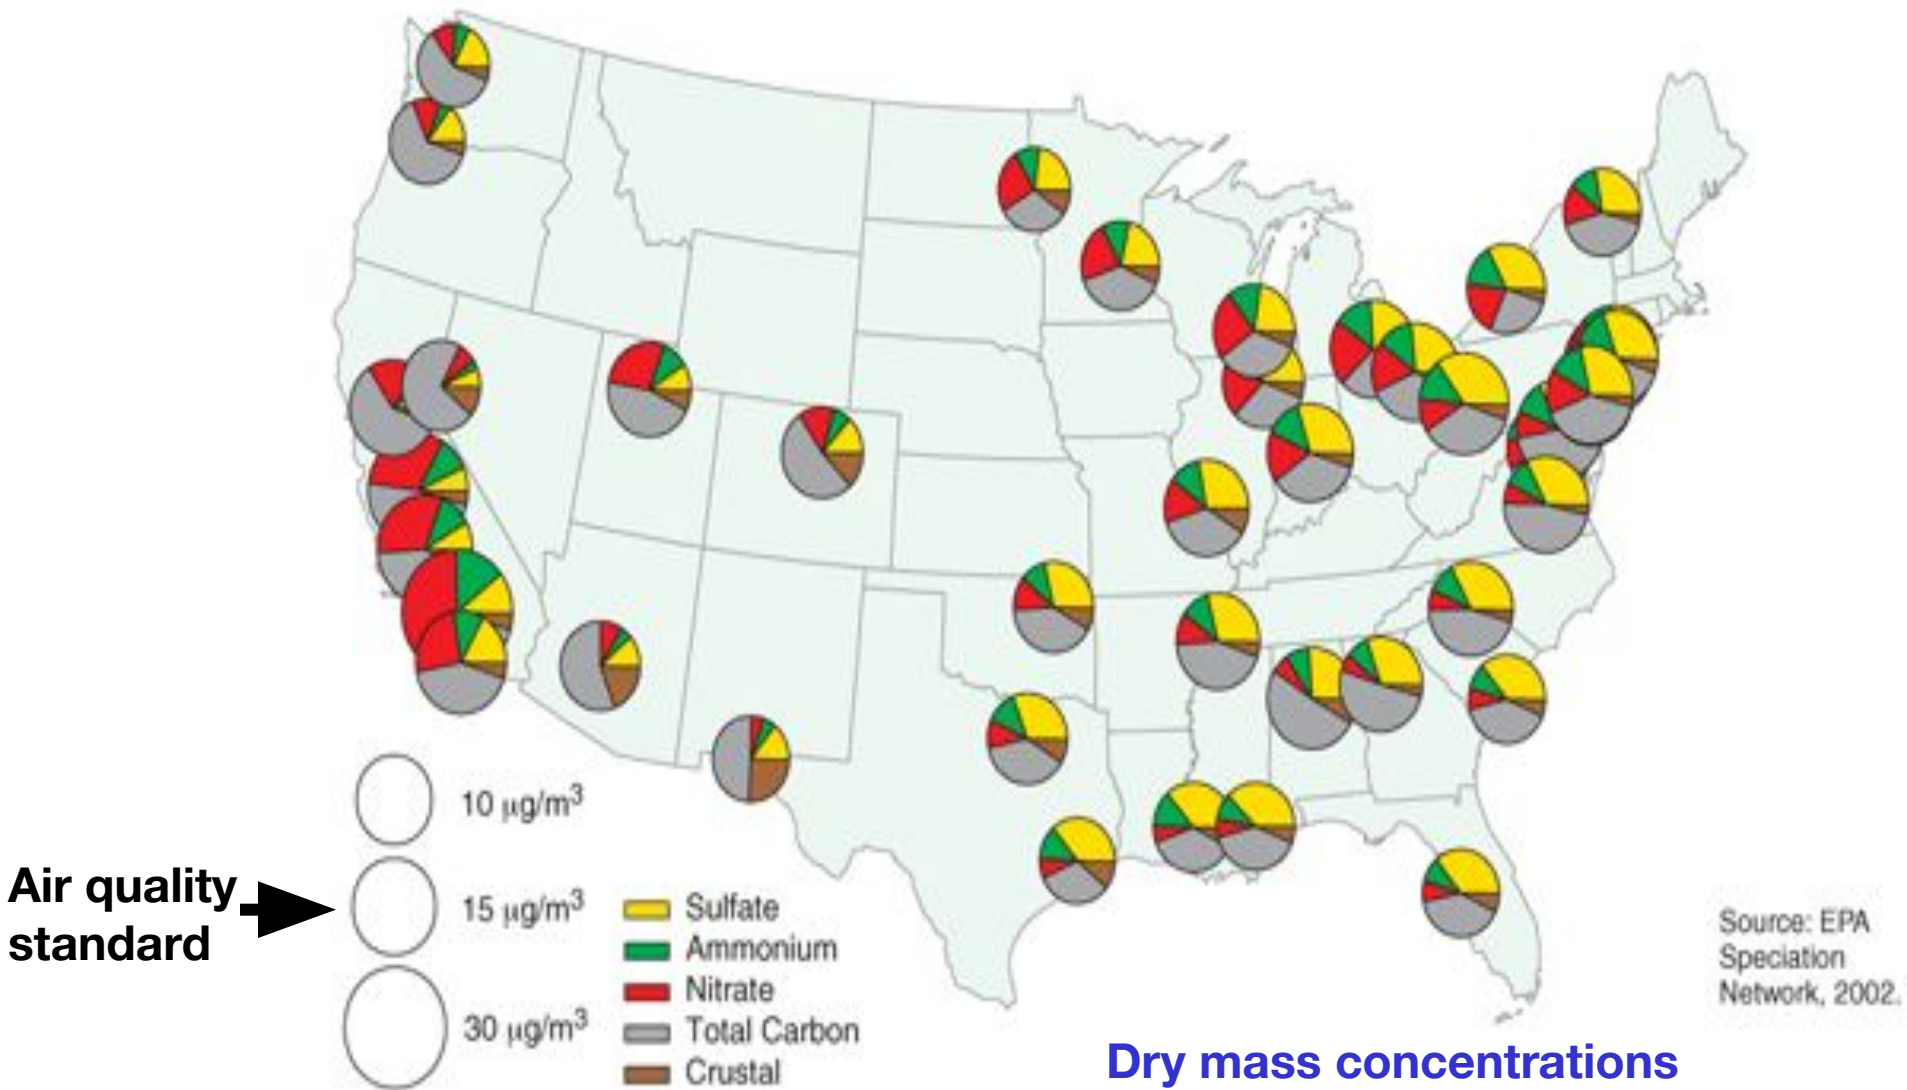 10 μg/m³
Air quality
standard
15 μg/m³
30 μg/m³
Sulfate
Ammonium
Nitrate
Total Carbon
Crustal
Source: EPA
Speciation
Network, 2002.
Dry mass concentrations